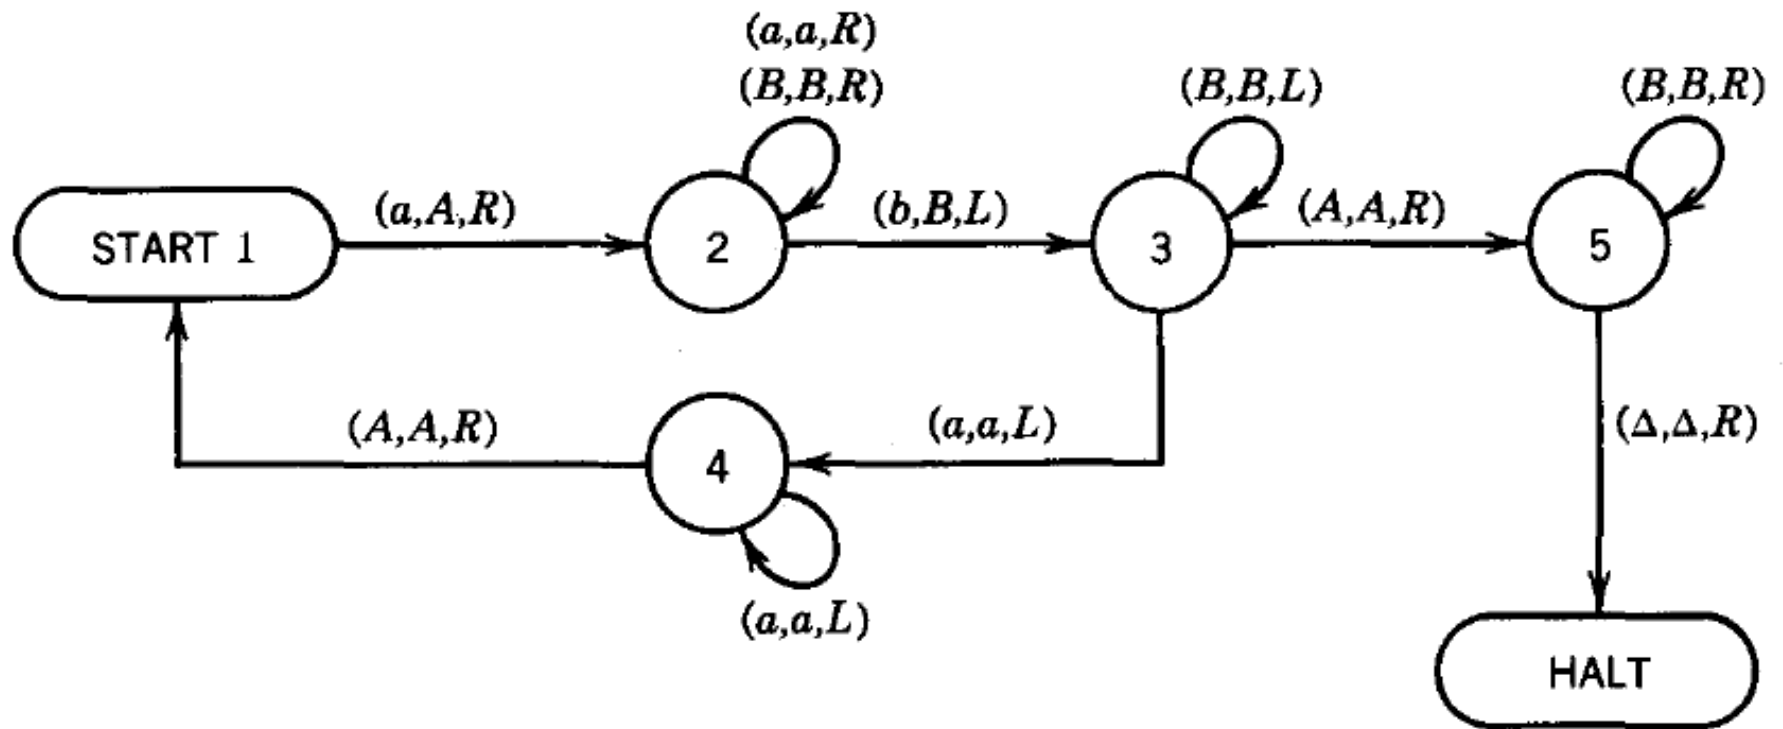 (a,a,R)
(B,B,R)
(B,B,L)
(B,B,R)
START 1
(a,A,R)
2
(b,B,L)
3
(A,A,R)
5
(A,A,R)
4
(a,a,L)
(Δ,Δ,R)
(a,a,L)
HALT